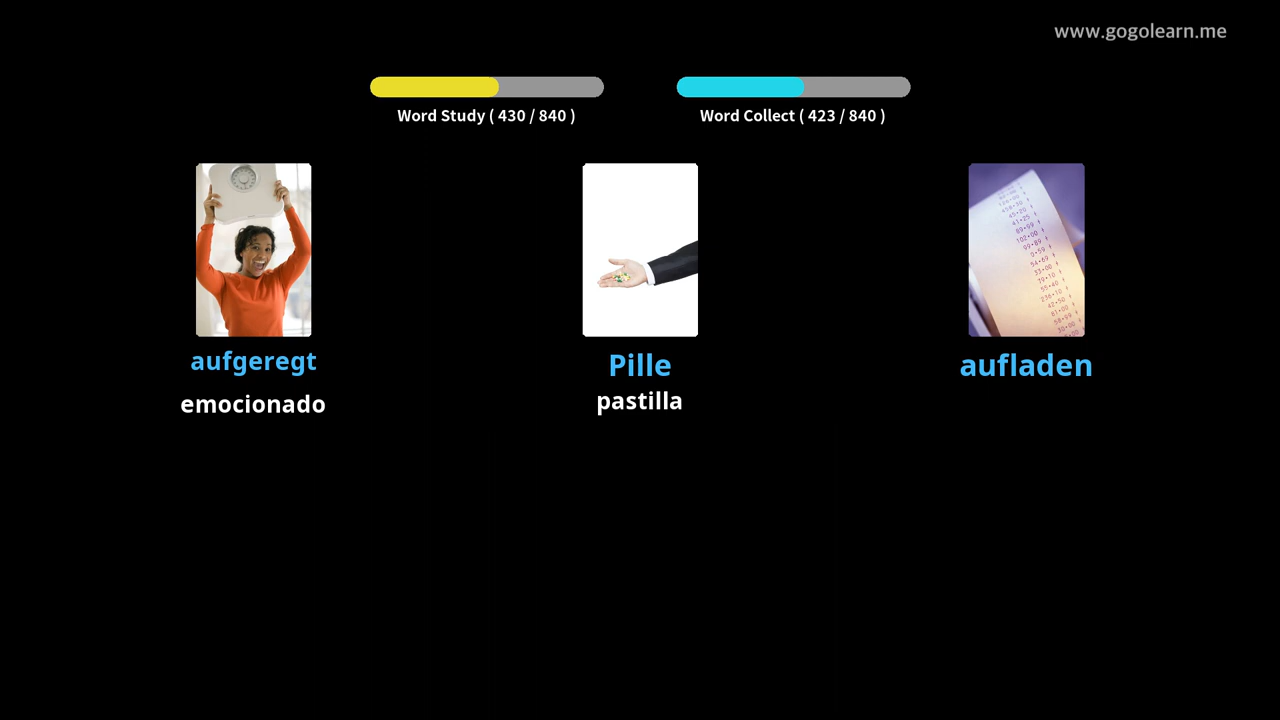 www.gogolearn.me
Word Study ( 430 / 840 )
Word Collect ( 423 / 840 )
aufgeregt
emocionado
Pille
pastilla
aufladen